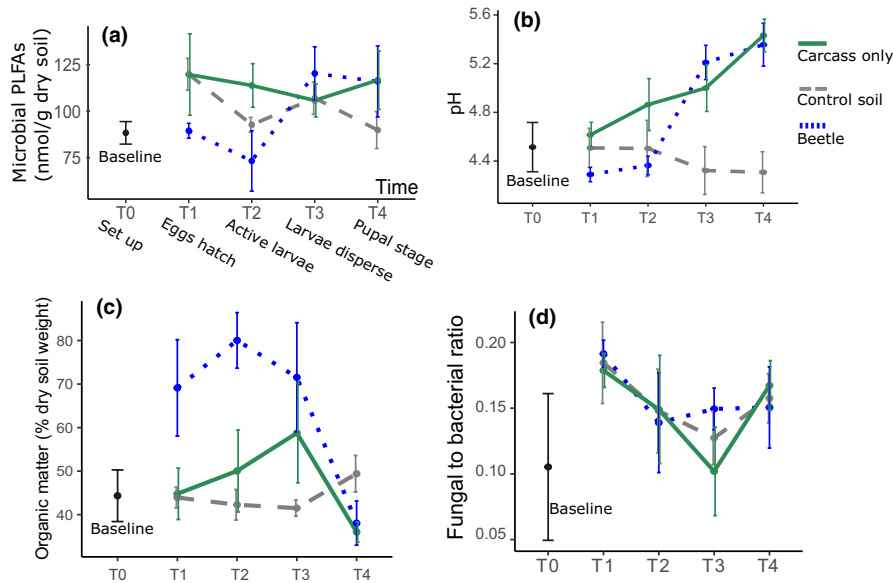 (a)
Microbial PLFAs
(nmol/g dry soil)
125
100
75
Baseline
Time
T0 T1 T2 T3 T4
Set up
Eggs hatch
Active larvae
Larvae disperse
Pupal stage
(b)
pH
5.6
5.2
4.8
4.4
Baseline
T0 T1 T2 T3 T4
Carcass only
Control soil
Beetle
(c)
Organic matter (% dry soil weight)
80
70
60
50
40
Baseline
T0 T1 T2 T3 T4
(d)
Fungal to bacterial ratio
0.20
0.15
0.10
0.05
Baseline
T0 T1 T2 T3 T4